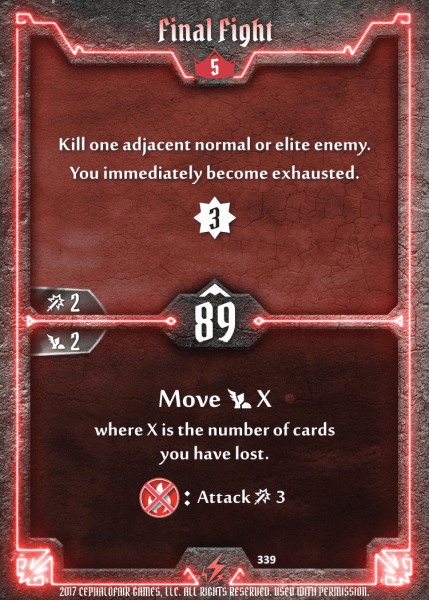 Final Fight
5
Kill one adjacent normal or elite enemy.
You immediately become exhausted.
3
2
89
2
Move X
where X is the number of cards
you have lost.
: Attack 3
339
2017 Cephalofair Games, LLC. All rights reserved. Used with permission.